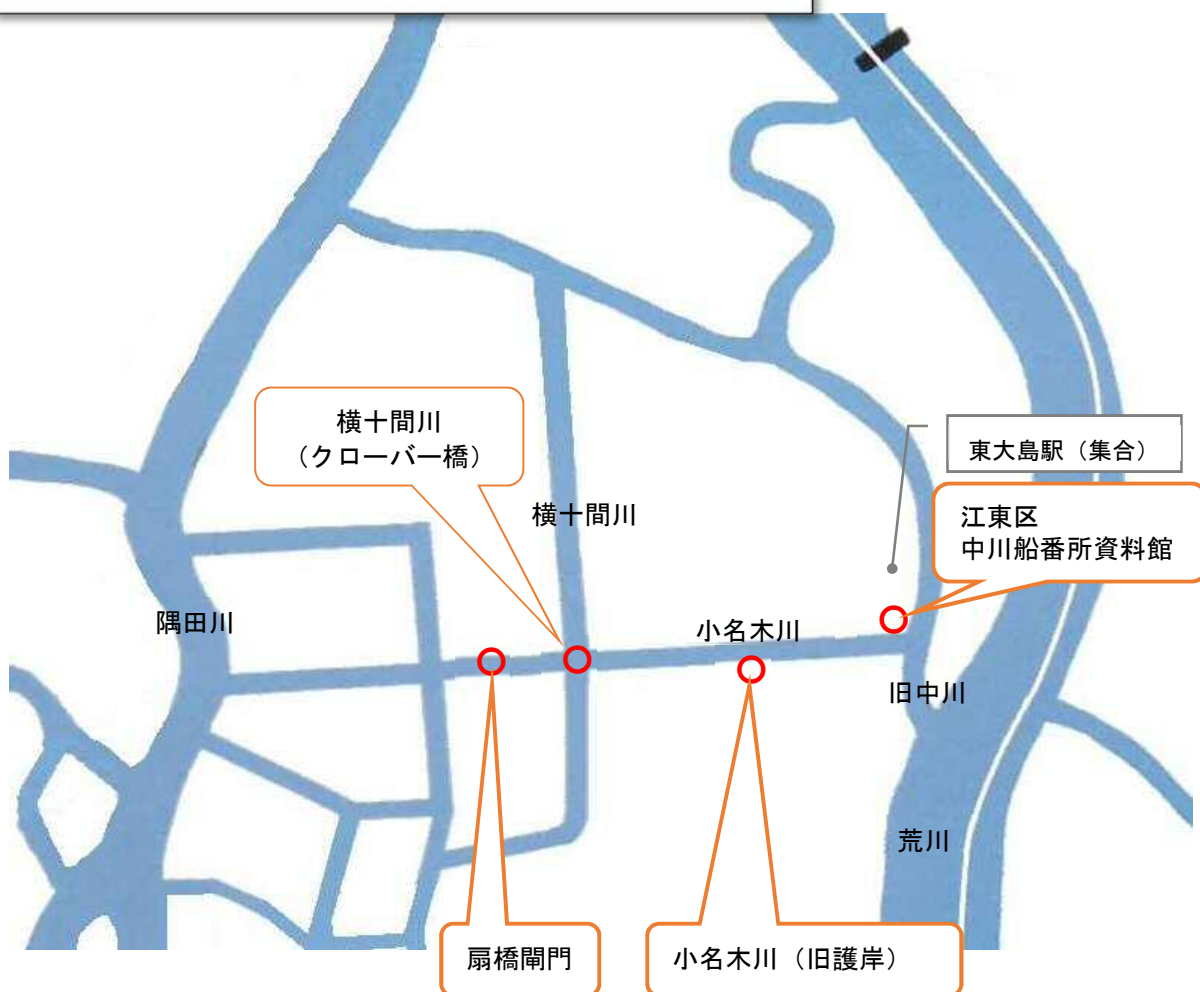 横十間川
（クローバー橋）
東大島駅（集合）
江東区
中川船番所資料館
横十間川
隅田川
小名木川
旧中川
荒川
扇橋閘門
小名木川（旧護岸）